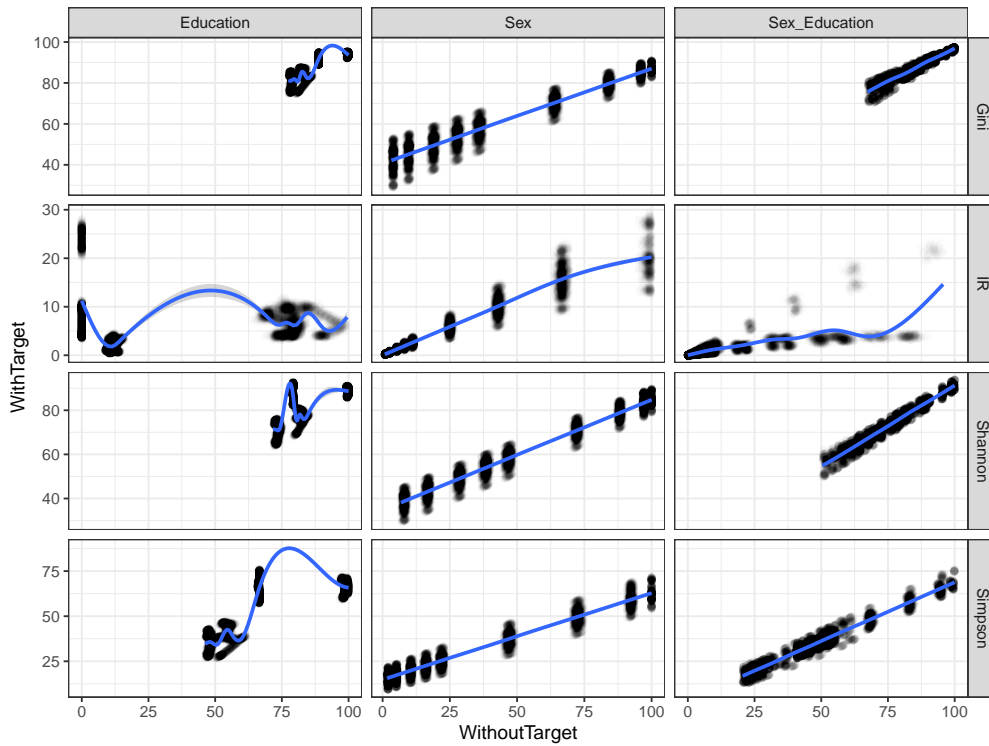 Education Sex Sex_Education
100
80
60
40
Gini
30
20
10
0
IR
80
60
40
Shannon
75
50
25
Simpson
0 25 50 75 100 0 25 50 75 100 0 25 50 75 100
WithoutTarget
WithTarget